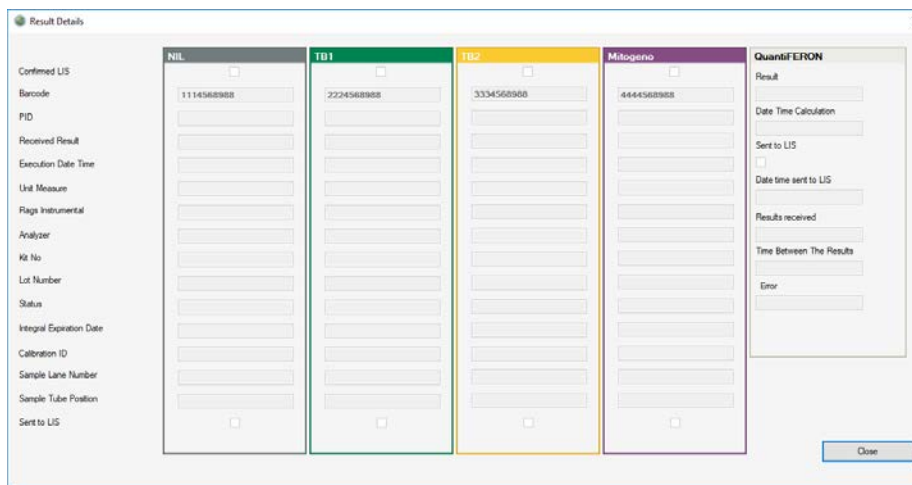 Result Details
NIL TB1 TB2 Mitogeno QuantiFERON
Confirmed LIS
Barcode 1114568988 2224568988 3334568988 4444568988
PID
Received Result
Execution Date Time
Unit Measure
Flags Instrumental
Analyzer
Kit No
Lot Number
Status
Integral Expiration Date
Calibration ID
Sample Lane Number
Sample Tube Position
Sent to LIS
Result
Date Time Calculation
Sent to LIS
Date time sent to LIS
Results received
Time Between The Results
Error
Close